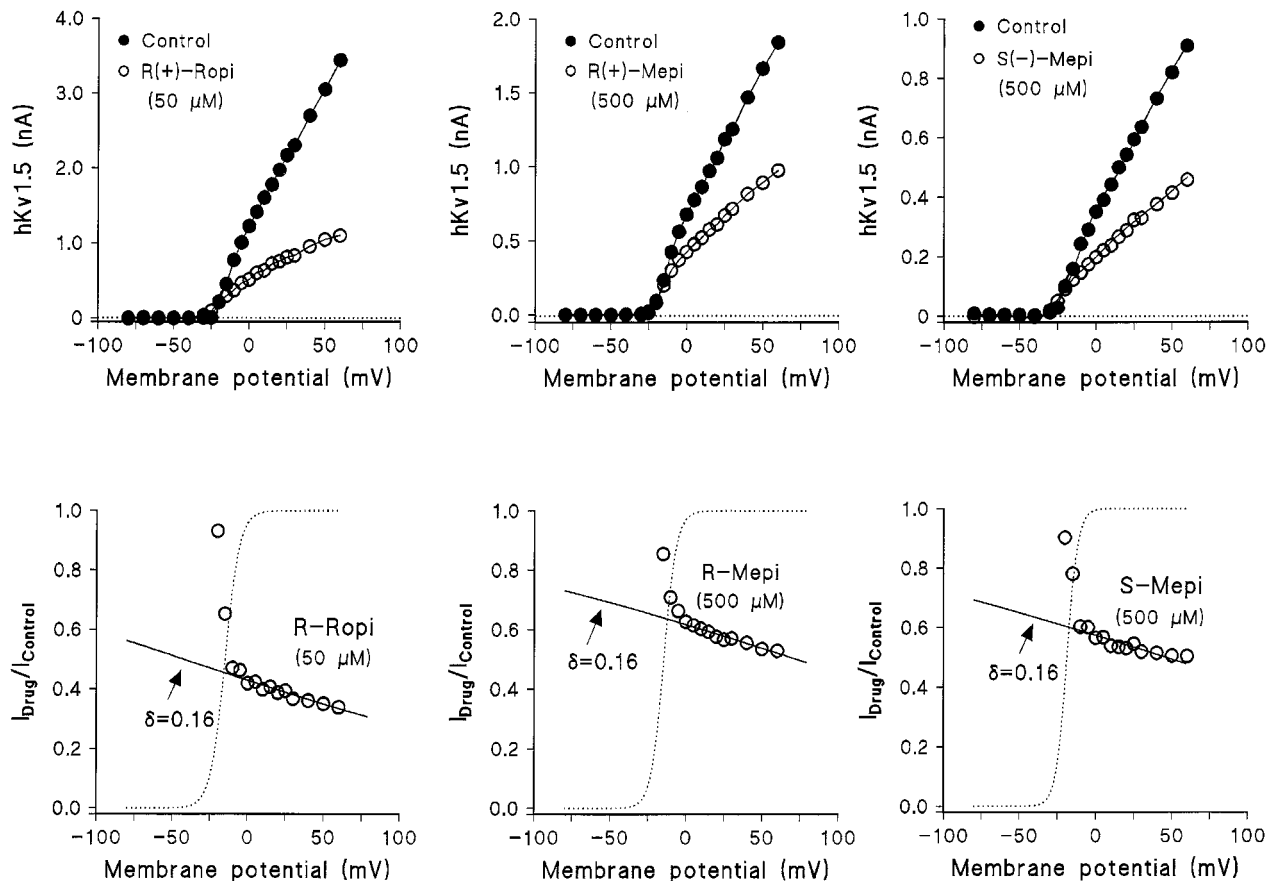 4.0
3.0
2.0
1.0
0
hKv1.5 (nA)
● Control
○ R(+)−Ropi
(50 μM)
−100 −50 0 50 100
Membrane potential (mV)
2.0
1.5
1.0
0.5
0.0
hKv1.5 (nA)
● Control
○ R(+)−Mepi
(500 μM)
−100 −50 0 50 100
Membrane potential (mV)
1.0
0.8
0.6
0.4
0.2
0.0
hKv1.5 (nA)
● Control
○ S(−)−Mepi
(500 μM)
−100 −50 0 50 100
Membrane potential (mV)
1.0
0.8
0.6
0.4
0.2
0.0
IDrug/IControl
R−Ropi
(50 μM)
δ=0.16
−100 −50 0 50 100
Membrane potential (mV)
1.0
0.8
0.6
0.4
0.2
0.0
IDrug/IControl
R−Mepi
(500 μM)
δ=0.16
−100 −50 0 50 100
Membrane potential (mV)
1.0
0.8
0.6
0.4
0.2
0.0
IDrug/IControl
S−Mepi
(500 μM)
δ=0.16
−100 −50 0 50 100
Membrane potential (mV)